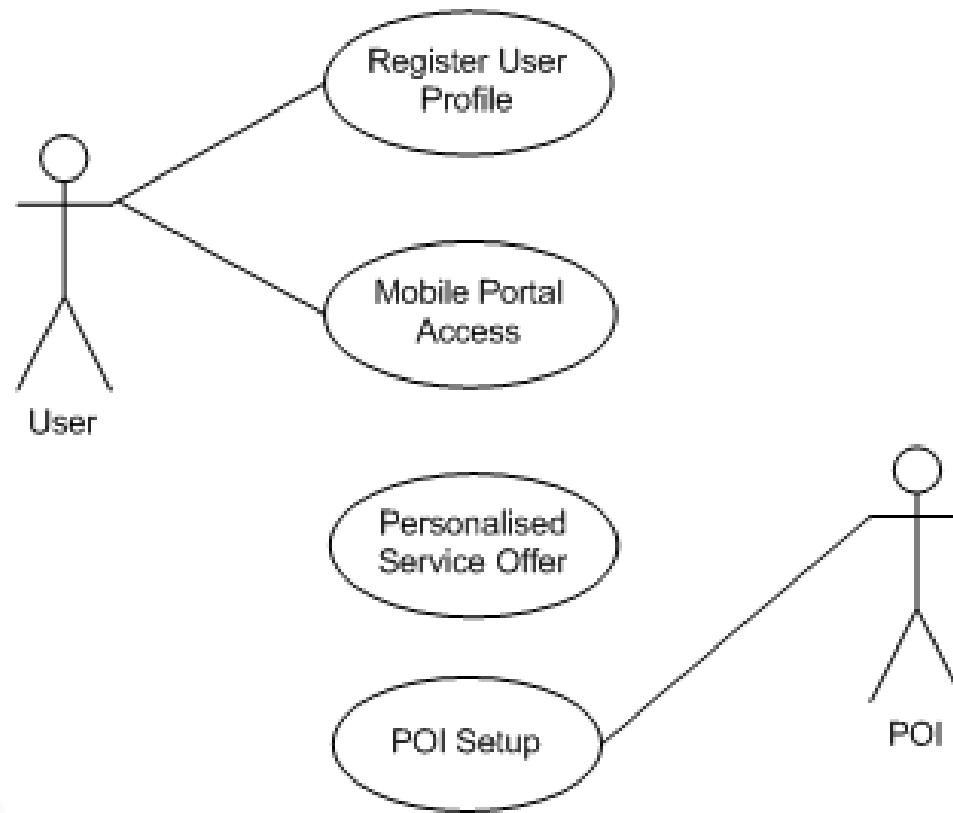 Register User
Profile
Mobile Portal
Access
User
Personalised
Service Offer
POI Setup
POI